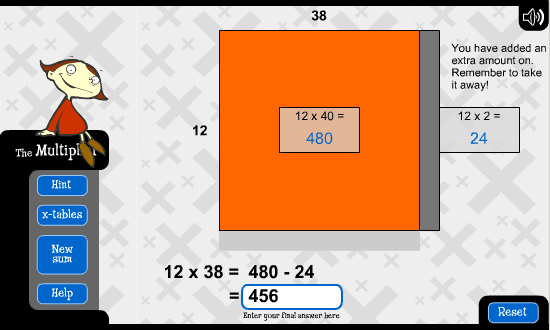 38
You have added an
extra amount on.
Remember to take
it away!
12
12 x 40 =
480
12 x 2 =
24
The
Hint
x-tables
New
sum
Help
12 x 38 = 480 - 24
= 456
Enter your final answer here
Reset